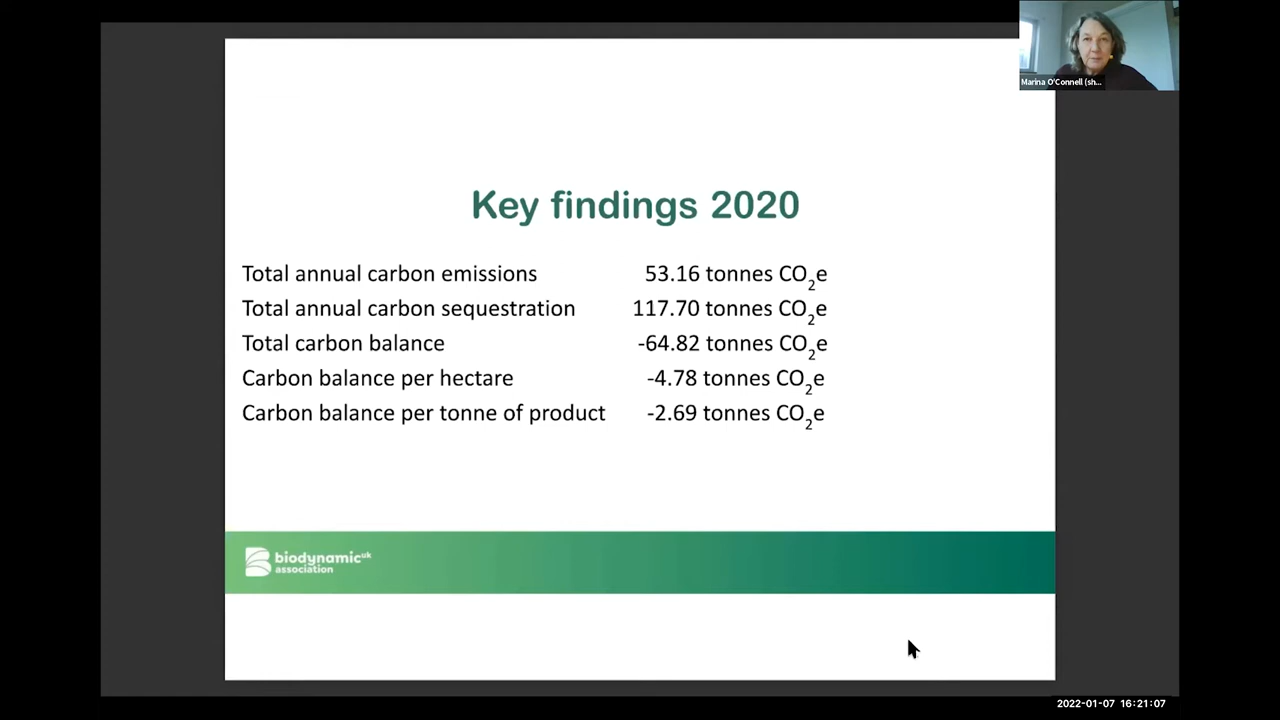 Marina O'Connell (sh...
Key findings 2020
Total annual carbon emissions 53.16 tonnes CO₂e
Total annual carbon sequestration 117.70 tonnes CO₂e
Total carbon balance -64.82 tonnes CO₂e
Carbon balance per hectare -4.78 tonnes CO₂e
Carbon balance per tonne of product -2.69 tonnes CO₂e
biodynamic uk
association
2022-01-07 16:21:07